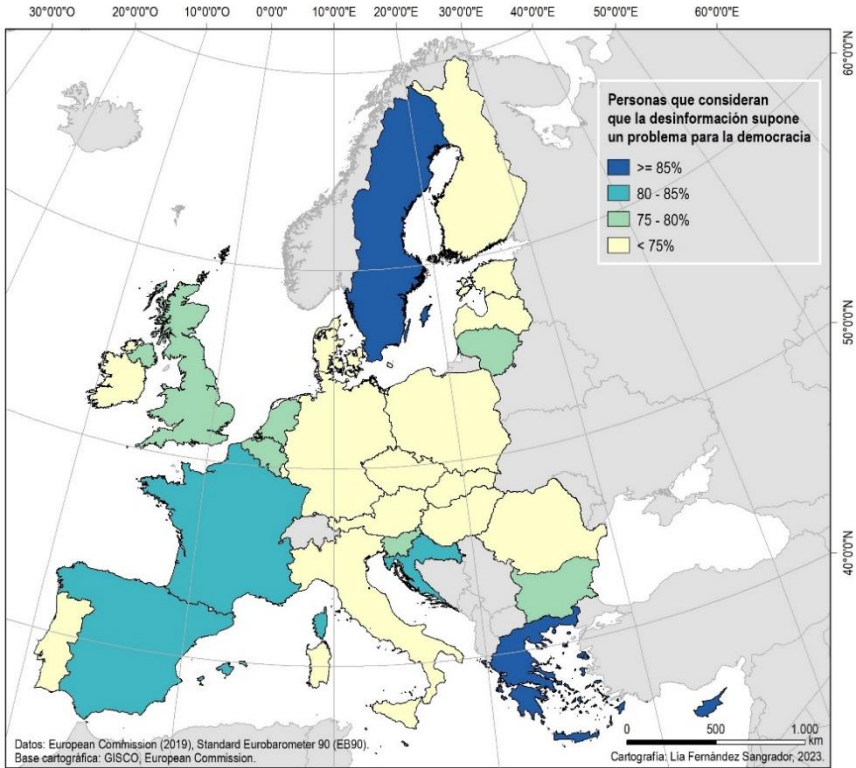 30°0'0"O 20°0'0"O 10°0'0"O 0°0'0" 10°0'0"E 20°0'0"E 30°0'0"E 40°0'0"E 50°0'0"E 60°0'0"E
60°0'0"N
Personas que consideran
que la desinformación supone
un problema para la democracia
>= 85%
80 - 85%
75 - 80%
< 75%
50°0'0"N
40°0'0"N
0 500 1.000
km
Datos: European Commission (2019), Standard Eurobarometer 90 (EB90).
Base cartográfica: GISCO, European Commission.
Cartografía: Lía Fernández Sangrador, 2023.